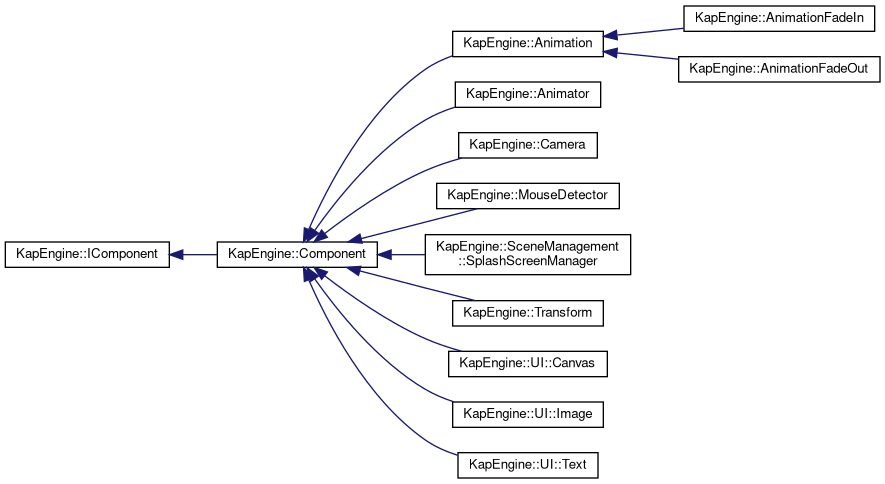 KapEngine::AnimationFadeIn
KapEngine::Animation
KapEngine::AnimationFadeOut
KapEngine::Animator
KapEngine::Camera
KapEngine::MouseDetector
KapEngine::IComponent
KapEngine::Component
KapEngine::SceneManagement
::SplashScreenManager
KapEngine::Transform
KapEngine::UI::Canvas
KapEngine::UI::Image
KapEngine::UI::Text